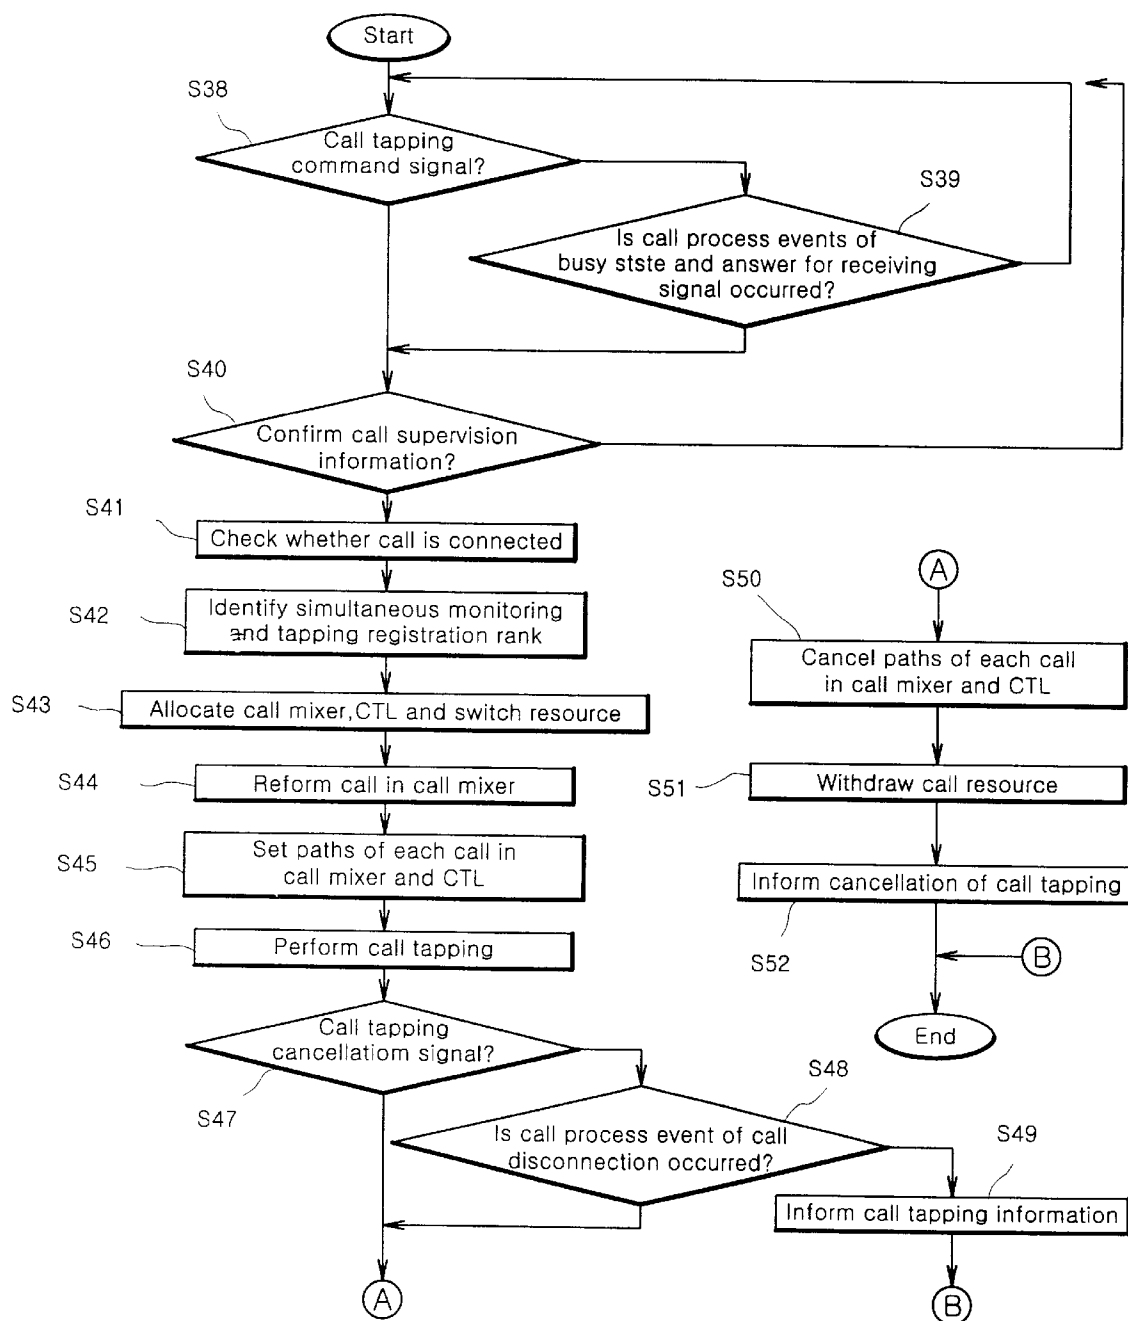 Start
S38
Call tapping
command signal?
S39
Is call process events of
busy stste and answer for receiving
signal occurred?
S40
Confirm call supervision
information?
S41
Check whether call is connected
S42
Identify simultaneous monitoring
and tapping registration rank
S43
Allocate call mixer,CTL and switch resource
S44
Reform call in call mixer
S45
Set paths of each call in
call mixer and CTL
S46
Perform call tapping
Call tapping
cancellatiom signal?
S47
S48
Is call process event of call
disconnection occurred?
S49
Inform call tapping information
A
B
A
S50
Cancel paths of each call
in call mixer and CTL
S51
Withdraw call resource
Inform cancellation of call tapping
S52
B
End